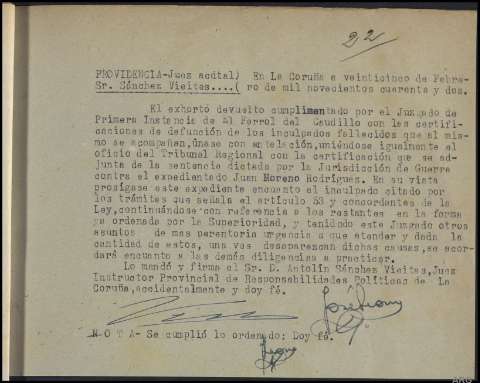 22
PROVIDENCIA-Juez acdtal) En La Coruña a veinticinco de Febre-
Sr. Sánchez Vieites....( ro de mil novecientos cuarenta y dos.
El exhorto devuelto cumplimentado por el Juzgado de
Primera Instancia de El Ferrol del Caudillo con las certifi-
caciones de defunción de los inculpados fallecidos que al mis-
mo se acompañan, únase con antelación, uniéndose igualmente el
oficio del Tribunal Regional con la certificación que se ad-
junta de la sentencia dictada por la Jurisdicción de Guerra
contra el expedientado Juan Moreno Rodríguez. En su vista
prosígase este expediente encuanto al inculpado citado por
los trámites que señala el artículo 53 y concordantes de la
Ley, continuándose con referencia a los restantes en la forma
ya ordenada por la Superioridad, y teniendo este Juzgado otros
asuntos de mas perentoria urgencia a que atender y dada la
cantidad de estos, una vez desaparezcan dichas causas, se acor-
dará encuanto a las demás diligencias a practicar.
Lo mandó y firma el Sr. D. Antolín Sánchez Vieites, Juez
Instructor Provincial de Responsabilidades Políticas de La
Coruña, accidentalmente y doy fé.
N O T A- Se cumplió lo ordenado: Doy fé.